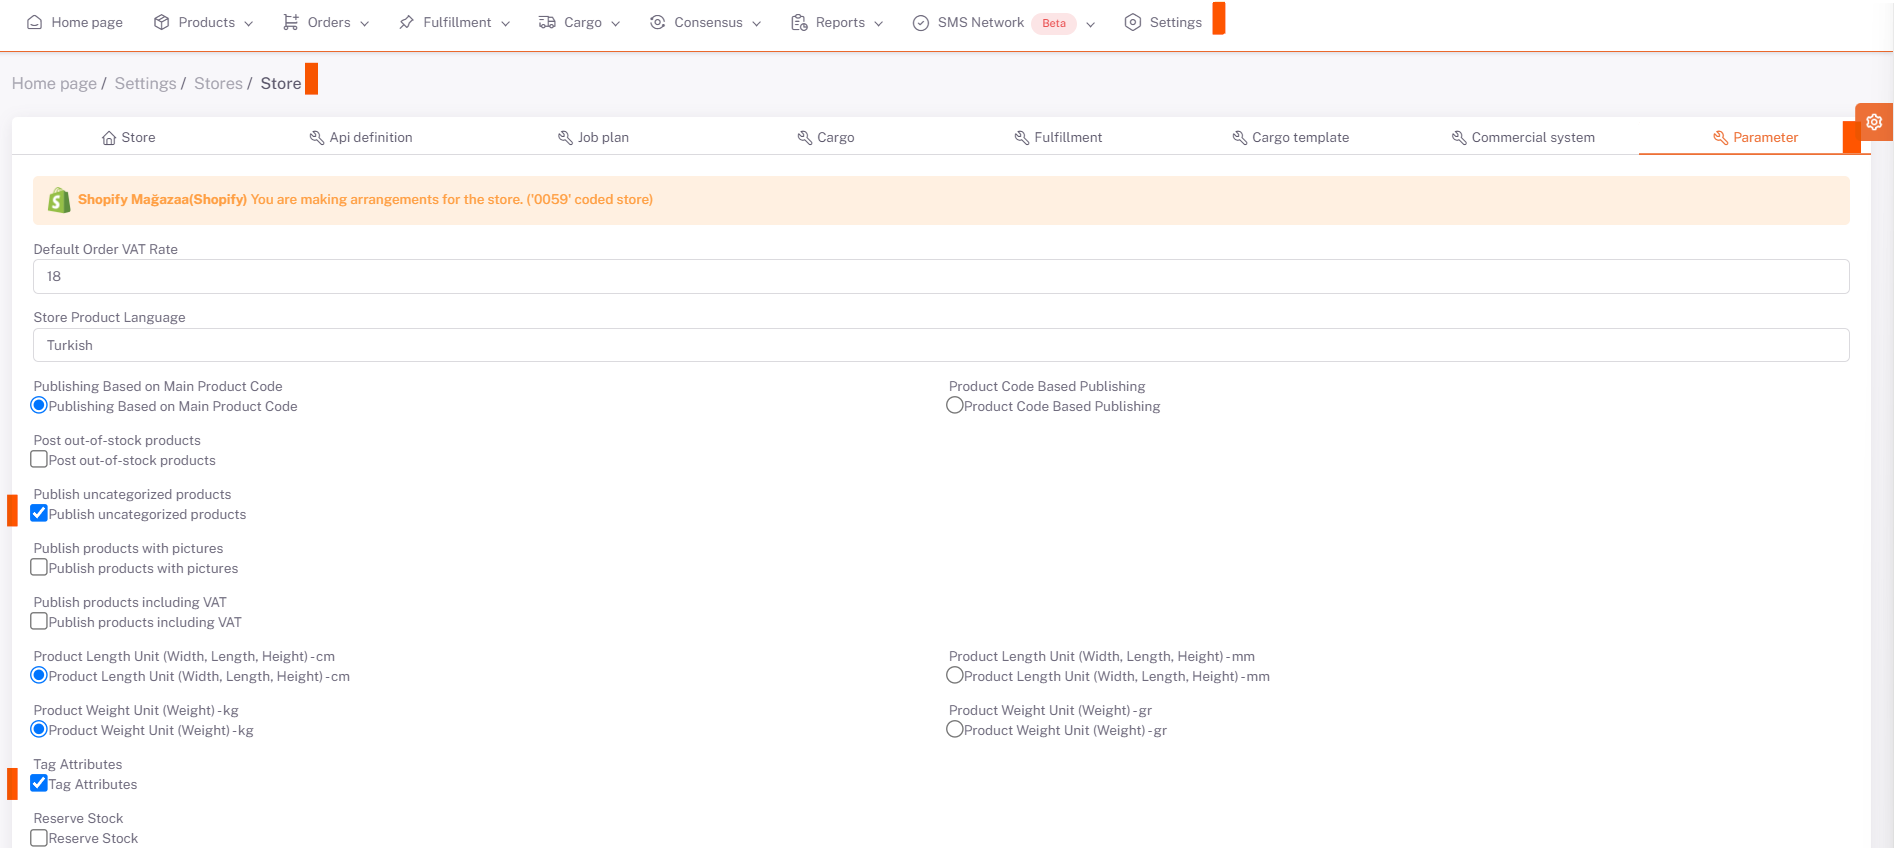 Home page Products Orders Fulfillment Cargo Consensus Reports SMS Network Beta Settings
Home page / Settings / Stores / Store
Store Api definition Job plan Cargo Fulfillment Cargo template Commercial system Parameter
Shopify Mağazaa(Shopify) You are making arrangements for the store. ('0059' coded store)
Default Order VAT Rate
18
Store Product Language
Turkish
Publishing Based on Main Product Code Product Code Based Publishing
Publishing Based on Main Product Code Product Code Based Publishing
Post out-of-stock products
Post out-of-stock products
Publish uncategorized products
Publish uncategorized products
Publish products with pictures
Publish products with pictures
Publish products including VAT
Publish products including VAT
Product Length Unit (Width, Length, Height) - cm Product Length Unit (Width, Length, Height) - mm
Product Length Unit (Width, Length, Height) - cm Product Length Unit (Width, Length, Height) - mm
Product Weight Unit (Weight) - kg Product Weight Unit (Weight) - gr
Product Weight Unit (Weight) - kg Product Weight Unit (Weight) - gr
Tag Attributes
Tag Attributes
Reserve Stock
Reserve Stock